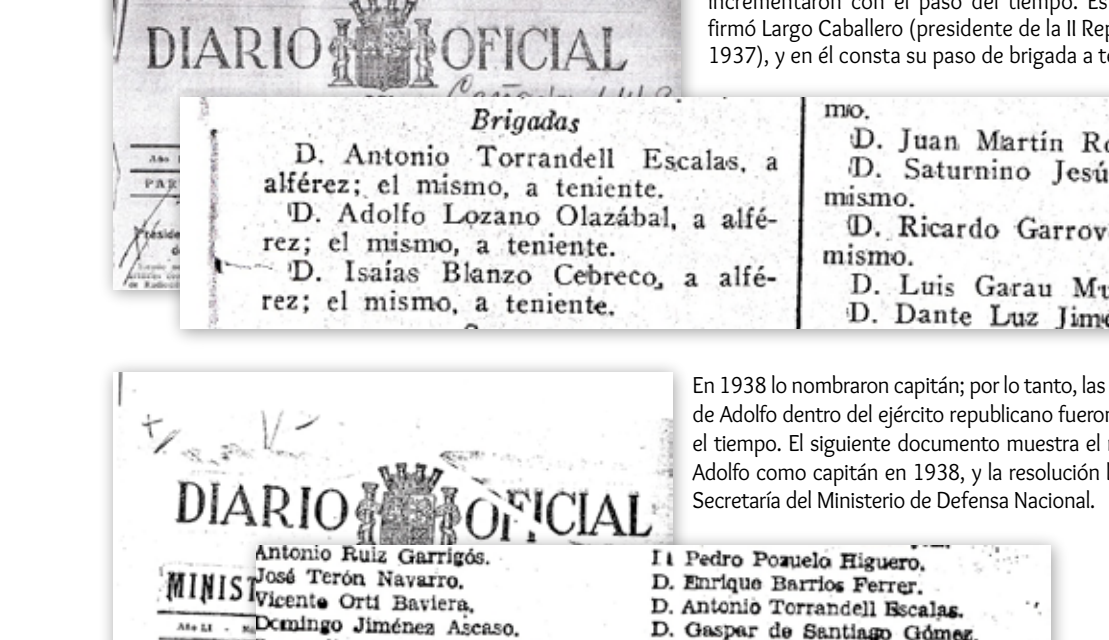 incrementaron con el paso del tiempo. Es
firmó Largo Caballero (presidente de la II Rep
1937), y en él consta su paso de brigada a te
DIARIO OFICIAL
Brigadas
D. Antonio Torrandell Escalas, a
alférez; el mismo, a teniente.
D. Adolfo Lozano Olazábal, a alfé-
rez; el mismo, a teniente.
D. Isaías Blanzo Cebreco, a alfé-
rez; el mismo, a teniente.
mo.
D. Juan Martín Ro
D. Saturnino Jesú
mismo.
D. Ricardo Garrov
mismo.
D. Luis Garau Mu
D. Dante Luz Jime
Año
PAR
En 1938 lo nombraron capitán; por lo tanto, las
de Adolfo dentro del ejército republicano fueron
el tiempo. El siguiente documento muestra el
Adolfo como capitán en 1938, y la resolución
Secretaría del Ministerio de Defensa Nacional.
DIARIO OFICIAL
MINIST
Año LI
Antonio Ruiz Garrigós.
José Terón Navarro.
Vicente Ortí Baviera.
Domingo Jiménez Ascaso.
Pedro Pozuelo Higuero.
D. Enrique Barrios Ferrer.
D. Antonio Torrandell Escalas.
D. Gaspar de Santiago Gómez.